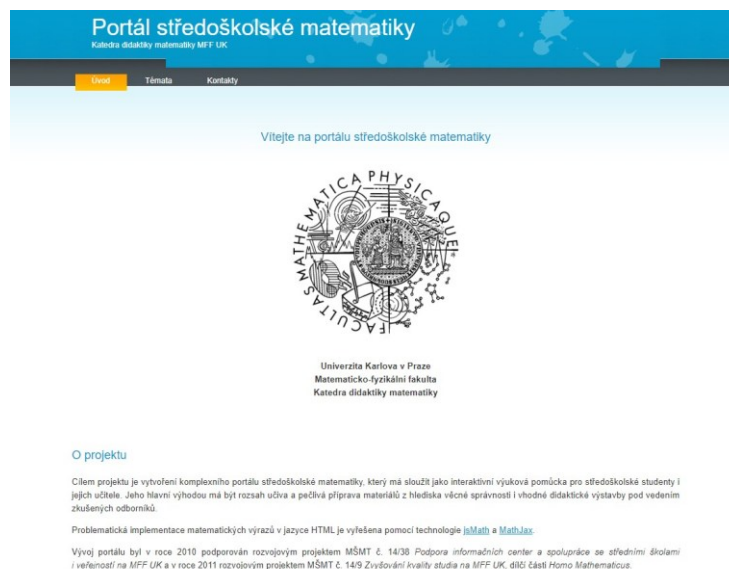 Portál středoškolské matematiky
Katedra didaktiky matematiky MFF UK
Úvod Témata Kontakty
Vítejte na portálu středoškolské matematiky
FACULTAS MATHEMATICA PHYSICAQUE
Univerzita Karlova v Praze
Matematicko-fyzikální fakulta
Katedra didaktiky matematiky
O projektu
Cílem projektu je vytvoření komplexního portálu středoškolské matematiky, který má sloužit jako interaktivní výuková pomůcka pro středoškolské studenty i
jejich učitele. Jeho hlavní výhodou má být rozsah učiva a pečlivá příprava materiálů z hlediska věcné správnosti i vhodné didaktické výstavby pod vedením
zkušených odborníků.
Problematická implementace matematických výrazů v jazyce HTML je vyřešena pomocí technologie jsMath a MathJax.
Vývoj portálu byl v roce 2010 podporován rozvojovým projektem MŠMT č. 14/38 Podpora informačních center a spolupráce se středními školami
i veřejností na MFF UK a v roce 2011 rozvojovým projektem MŠMT č. 14/9 Zvyšování kvality studia na MFF UK, dílčí části Homo Mathematicus.